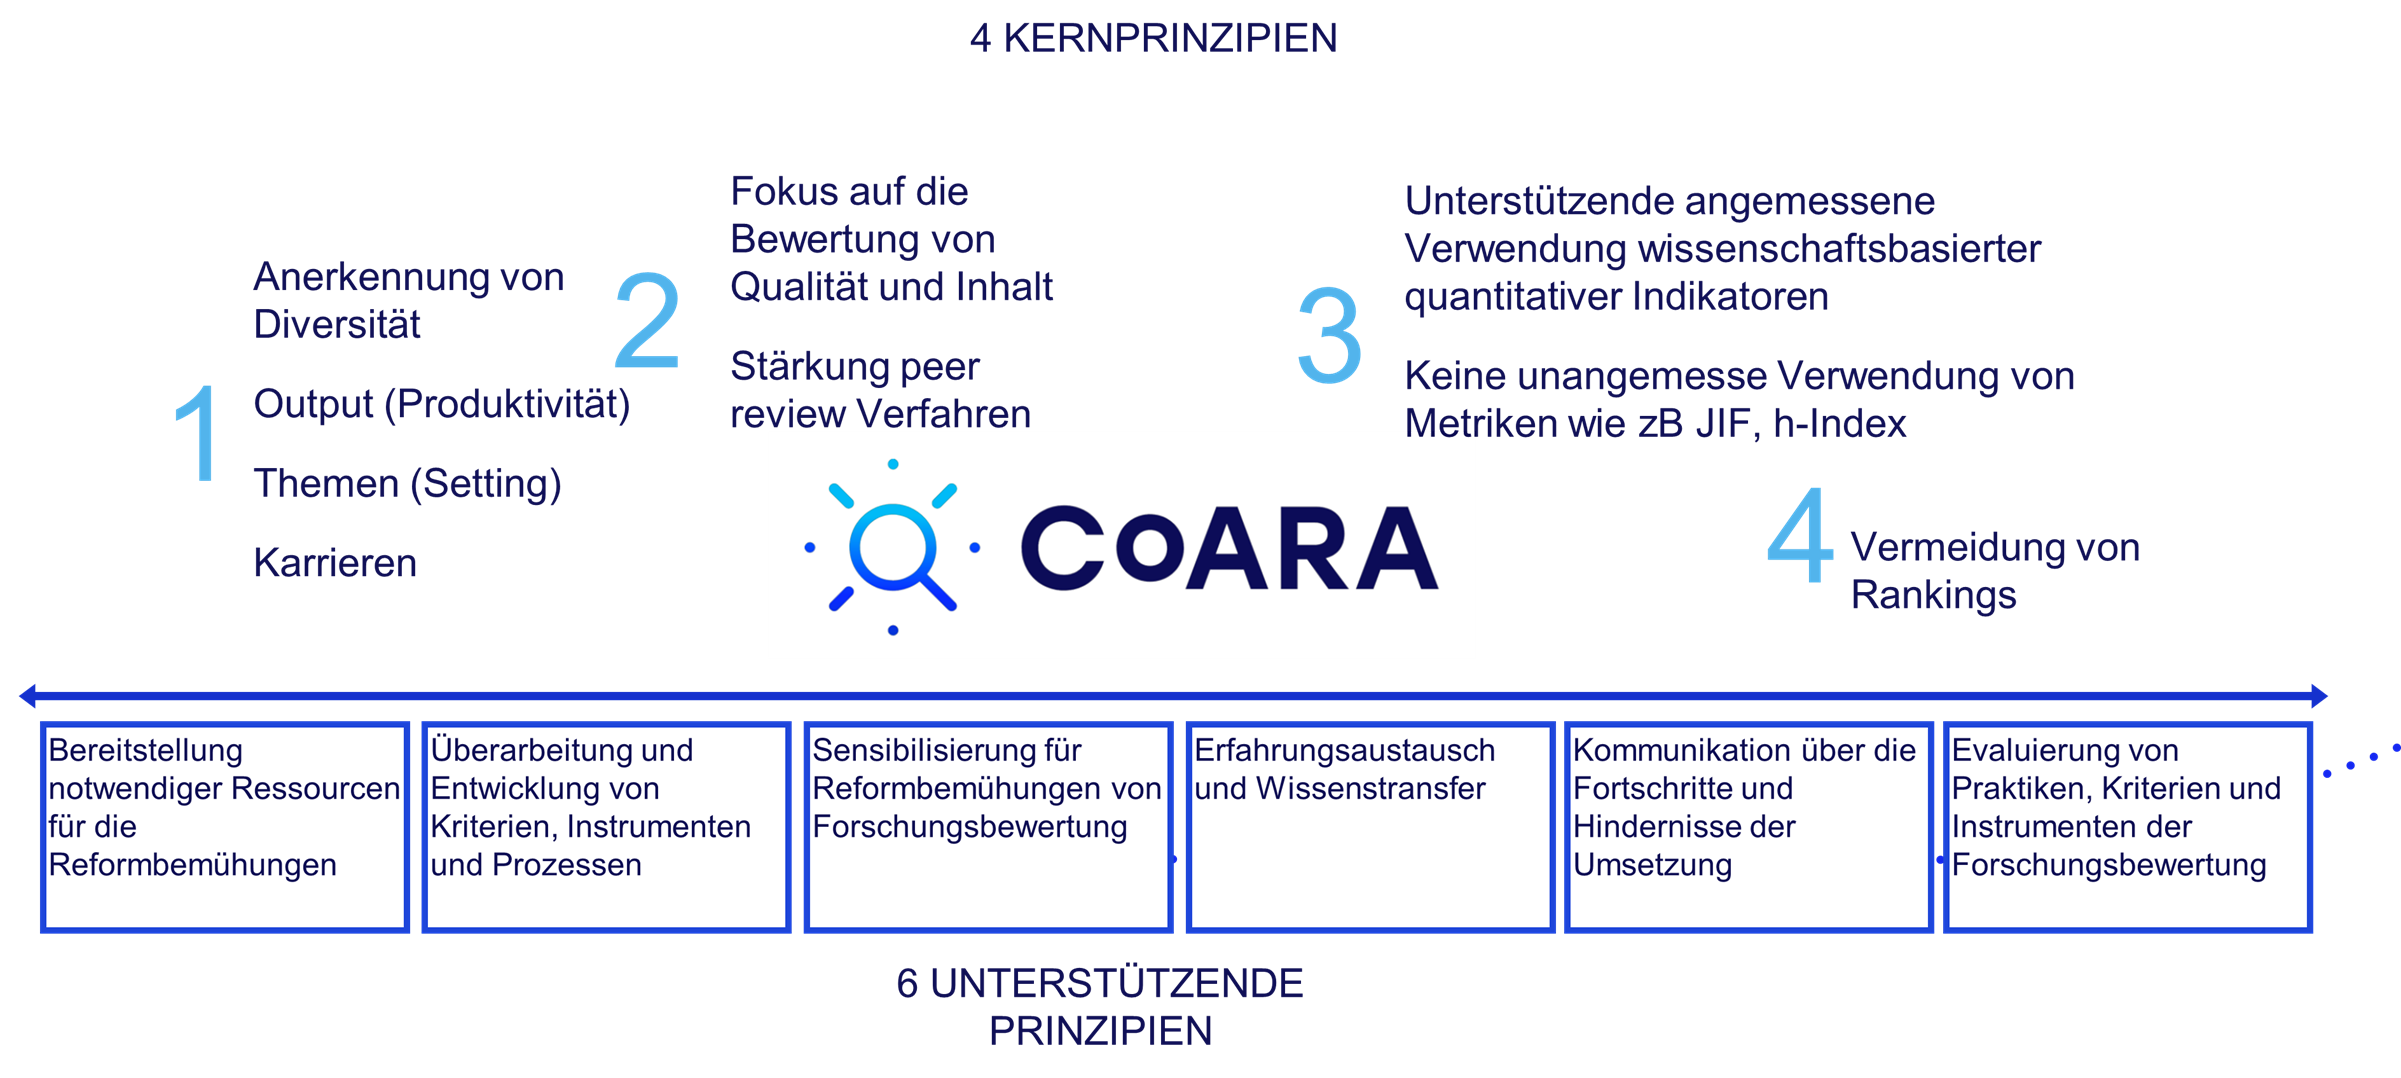 4 KERNPRINZIPIEN
1
Anerkennung von
Diversität
Output (Produktivität)
Themen (Setting)
Karrieren
2
Fokus auf die
Bewertung von
Qualität und Inhalt
Stärkung peer
review Verfahren
3
Unterstützende angemessene
Verwendung wissenschaftsbasierter
quantitativer Indikatoren
Keine unangemesse Verwendung von
Metriken wie zB JIF, h-Index
4
Vermeidung von
Rankings
CoARA
Bereitstellung
notwendiger Ressourcen
für die
Reformbemühungen
Überarbeitung und
Entwicklung von
Kriterien, Instrumenten
und Prozessen
Sensibilisierung für
Reformbemühungen von
Forschungsbewertung
Erfahrungsaustausch
und Wissenstransfer
Kommunikation über die
Fortschritte und
Hindernisse der
Umsetzung
Evaluierung von
Praktiken, Kriterien und
Instrumenten der
Forschungsbewertung
6 UNTERSTÜTZENDE
PRINZIPIEN